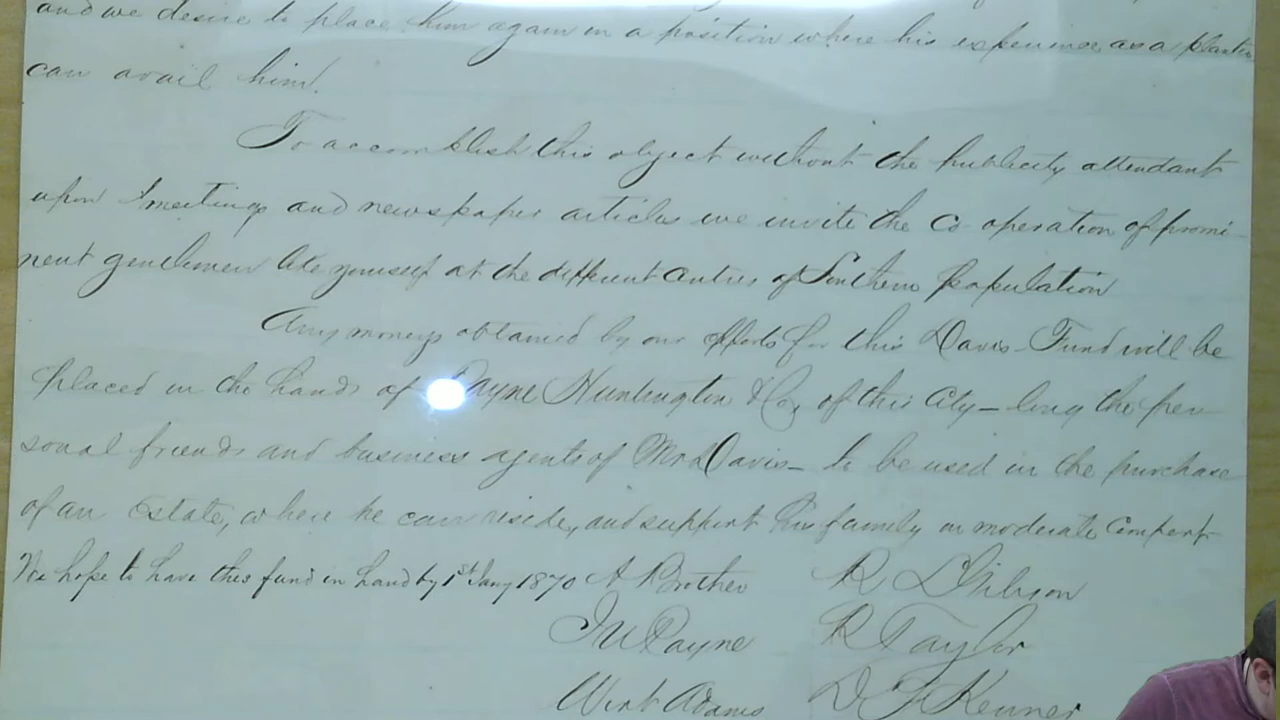 and we desire to place him again in a position where his experience as a planter
can avail him.
To accomplish this object without the publicity attendant
upon meetings and newspaper articles we invite the Co-operation of promi-
nent gentlemen like yourself at the different centres of Southern population
Any moneys obtained by our efforts for this Davis Fund will be
placed in the hands of Payne Huntington & Co, of this City— long the per-
sonal friends and business agents of Mr Davis— to be used in the purchase
of an Estate, where he can reside, and support his family in moderate comfort
We hope to have this fund in hand by 1st Jany 1870 A Brother R L Gibson
J U Payne R Taylor
Wirt Adams D F Kenner